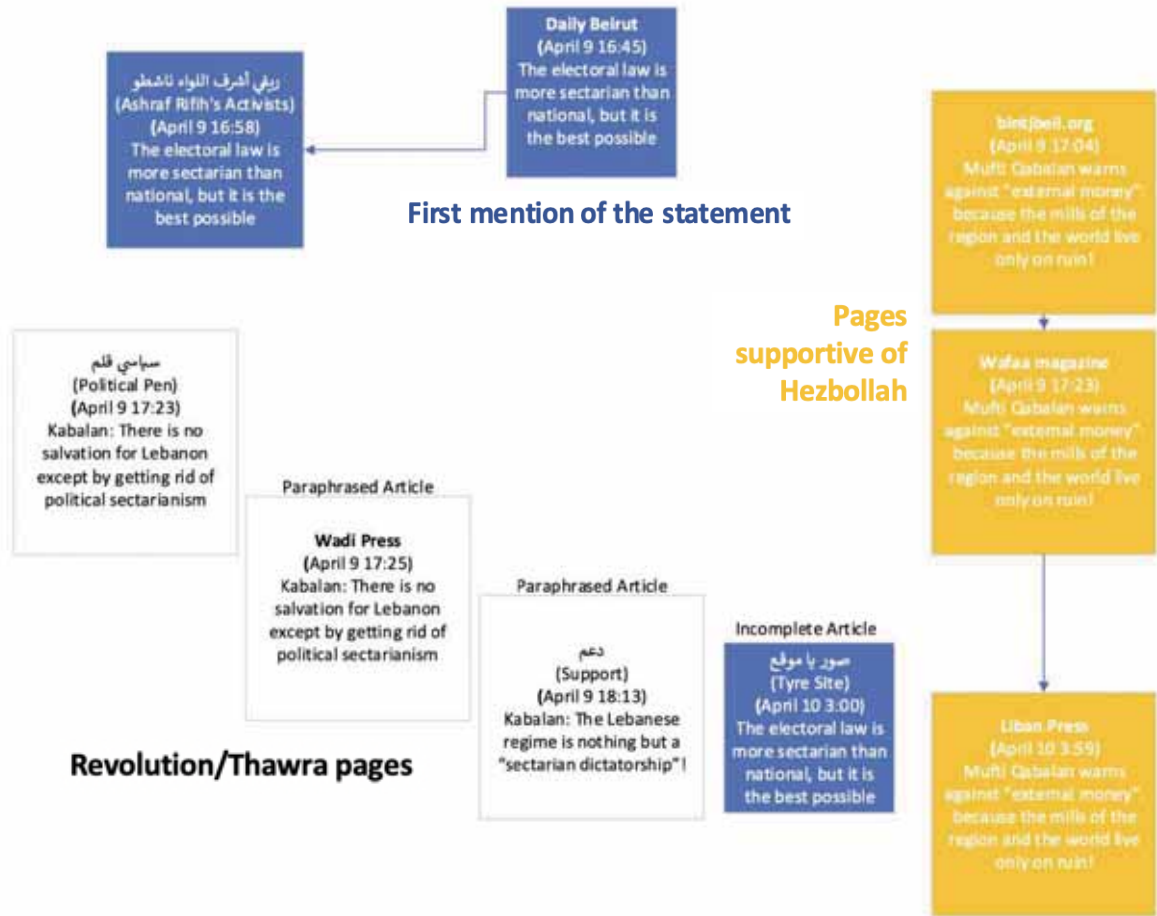 Daily Beirut
(April 9 16:45)
The electoral law is
more sectarian than
national, but it is
the best possible
ريفي أشرف اللواء ناشطو
(Ashraf Rifih's Activists)
(April 9 16:58)
The electoral law is
more sectarian than
national, but it is the
best possible
First mention of the statement
bintjbeil.org
(April 9 17:04)
Mufti Qabalan warns
against "external money"
because the mills of the
region and the world live
only on ruin!
Pages
supportive of
Hezbollah
Wafaa magazine
(April 9 17:23)
Mufti Qabalan warns
against "external money"
because the mills of the
region and the world live
only on ruin!
سياسي قلم
(Political Pen)
(April 9 17:23)
Kabalan: There is no
salvation for Lebanon
except by getting rid of
political sectarianism
Paraphrased Article
Wadi Press
(April 9 17:25)
Kabalan: There is no
salvation for Lebanon
except by getting rid of
political sectarianism
Paraphrased Article
دعم
(Support)
(April 9 18:13)
Kabalan: The Lebanese
regime is nothing but a
"sectarian dictatorship"!
Incomplete Article
صور يا موقع
(Tyre Site)
(April 10 3:00)
The electoral law is
more sectarian than
national, but it is
the best possible
Liban Press
(April 10 3:59)
Mufti Qabalan warns
against "external money"
because the mills of the
region and the world live
only on ruin!
Revolution/Thawra pages